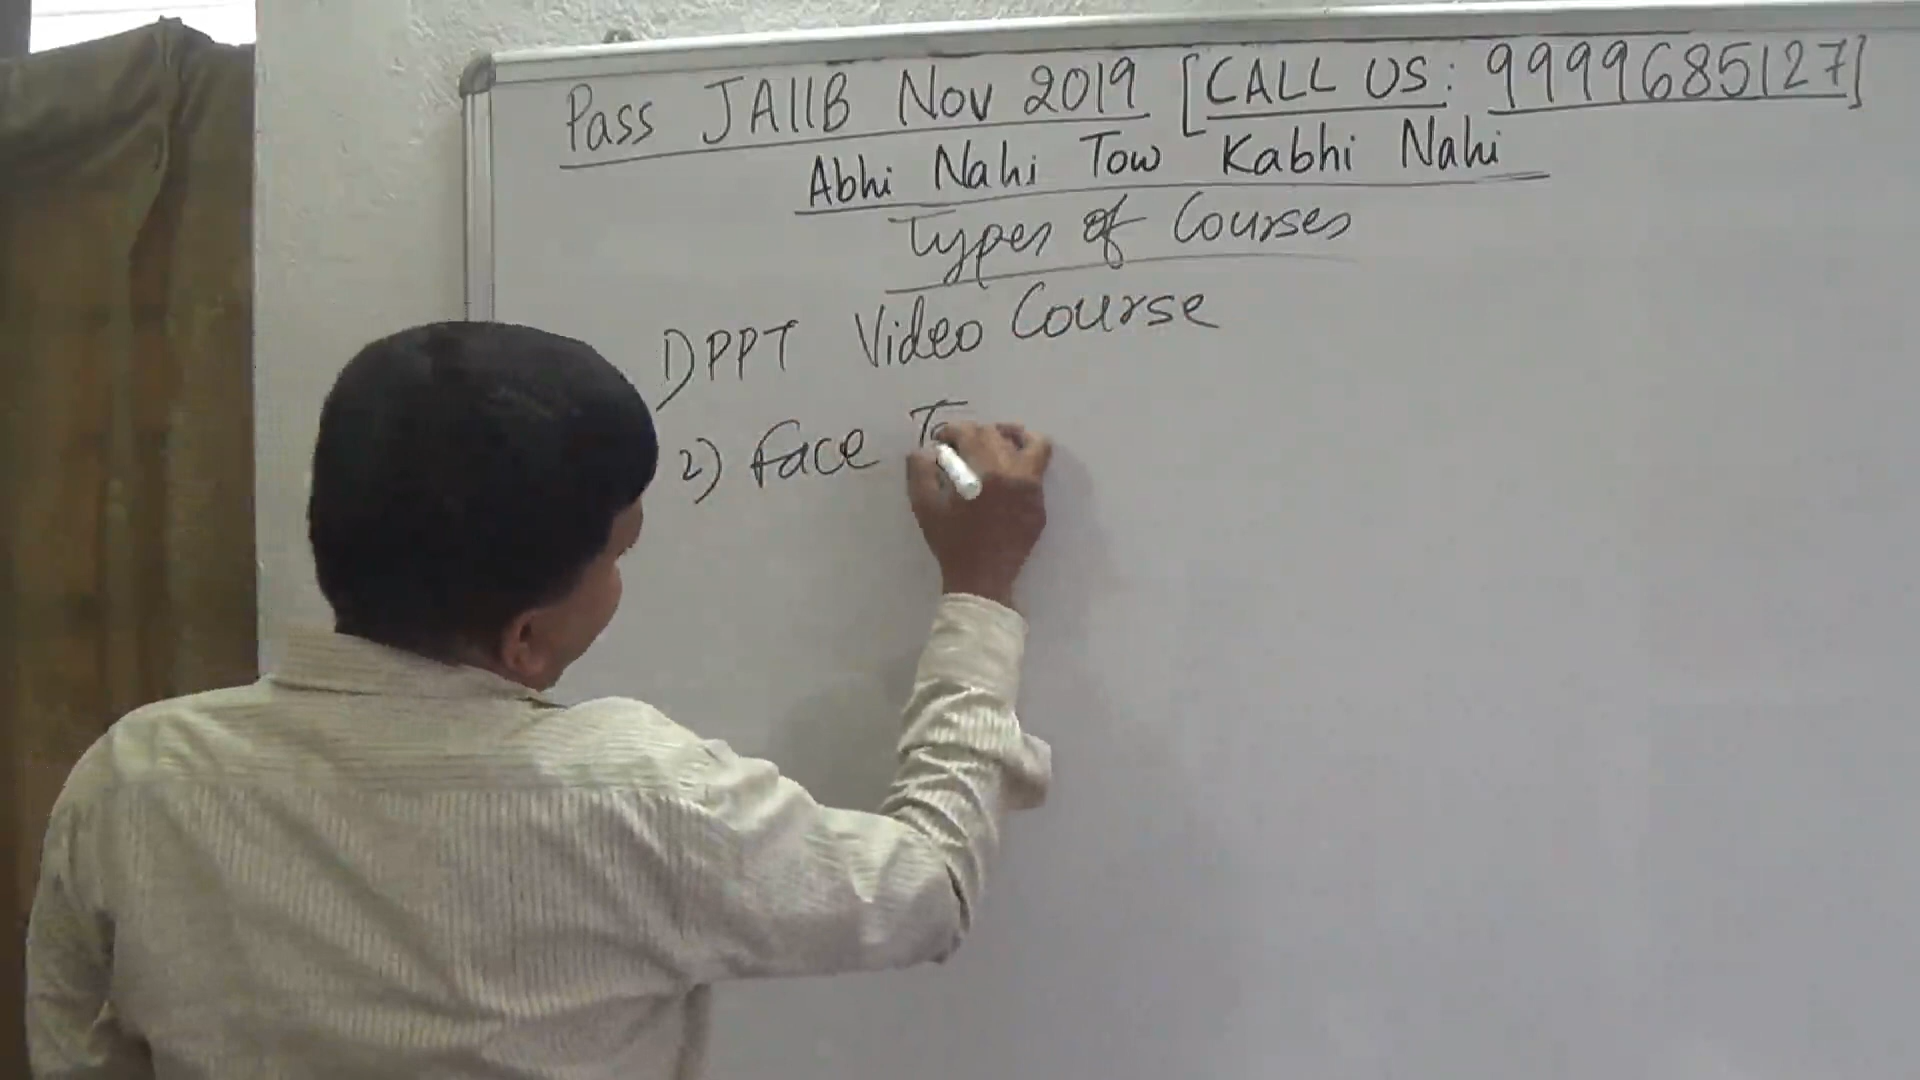 Pass JAIIB Nov 2019 [CALL US: 9999685127]
Abhi Nahi Tow Kabhi Nahi
Types of Courses
1) PPT Video Course
2) Face To